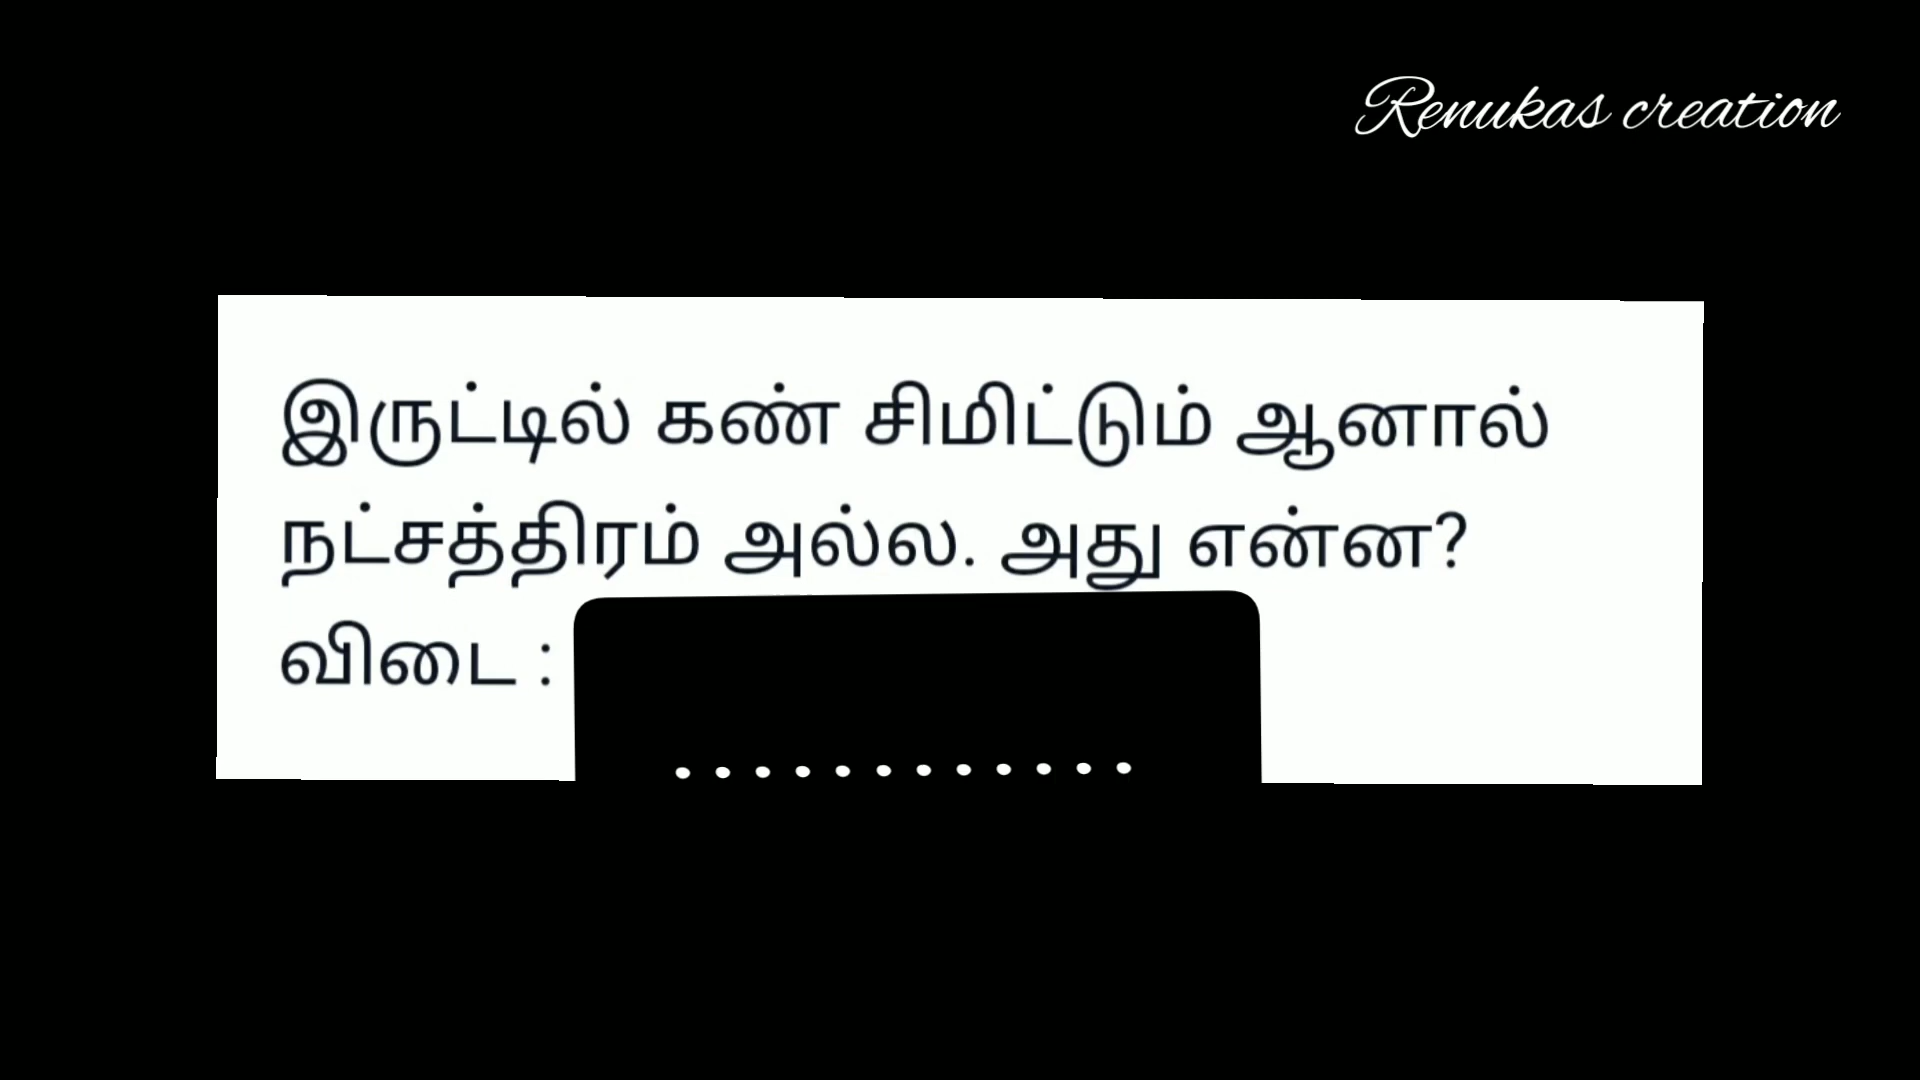 Renukas creation
இருட்டில் கண் சிமிட்டும் ஆனால்
நட்சத்திரம் அல்ல. அது என்ன?
விடை :
............